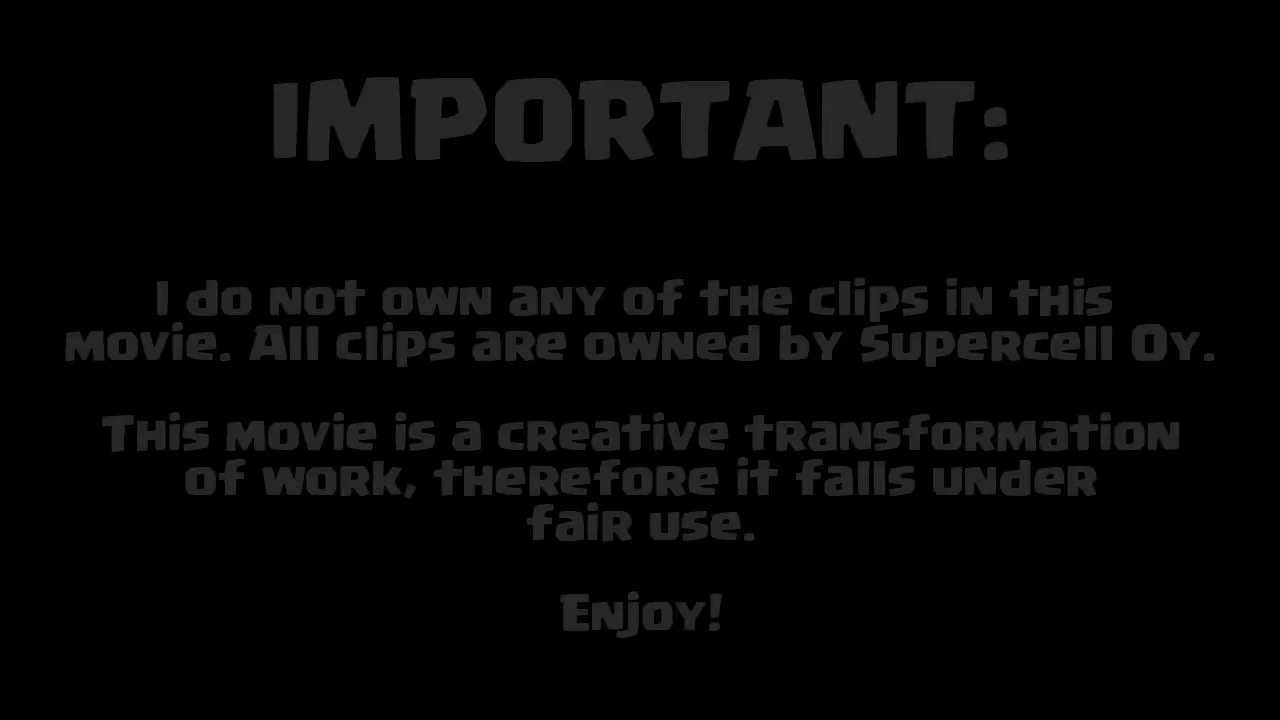 IMPORTANT:
I do not own any of the clips in this
movie. All clips are owned by Supercell Oy.
This movie is a creative transformation
of work, therefore it falls under
fair use.
Enjoy!